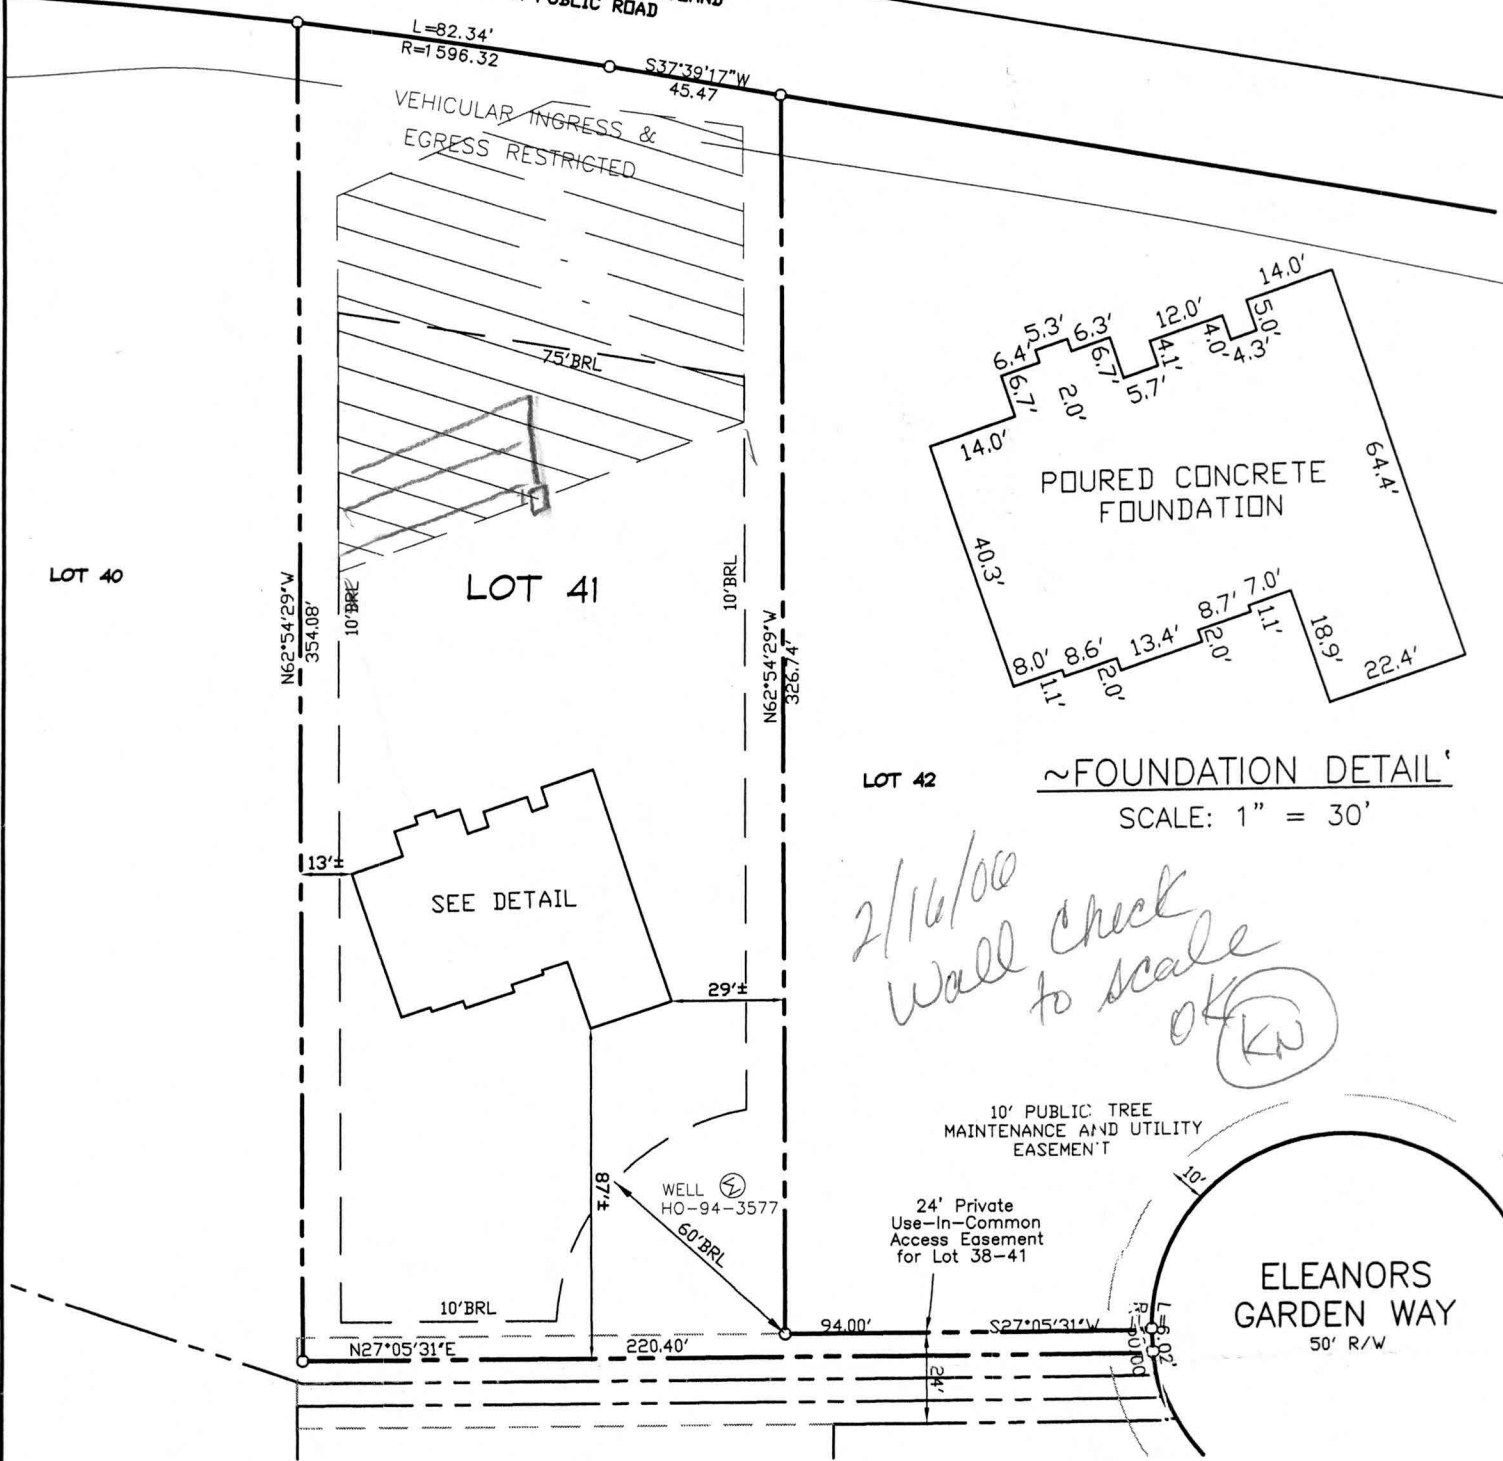 PUBLIC ROAD
L=82.34'
R=1596.32
S37°39'17"W
45.47
VEHICULAR INGRESS &
EGRESS RESTRICTED
75'BRL
LOT 40
LOT 41
10'BRL
10'BRL
N62°54'29"W
354.08'
N62°54'29"W
326.74'
14.0'
6.4'
6.7'
5.3'
2.0'
6.3'
6.7'
5.7'
4.1'
12.0'
4.0'
4.3'
5.0'
14.0'
64.4'
POURED CONCRETE
FOUNDATION
40.3'
8.0'
1.1'
8.6'
2.0'
13.4'
2.0'
8.7'
1.1'
7.0'
18.9'
22.4'
LOT 42
~FOUNDATION DETAIL'
SCALE: 1" = 30'
13'±
SEE DETAIL
29'±
2/16/06
Wall Check
to scale
OK
KN
87'±
WELL
HO-94-3577
60'BRL
10' PUBLIC TREE
MAINTENANCE AND UTILITY
EASEMENT
10'
24' Private
Use-In-Common
Access Easement
for Lot 38-41
ELEANORS
GARDEN WAY
50' R/W
10'BRL
N27°05'31"E
220.40'
94.00'
S27°05'31"W
L=6.02'
24'